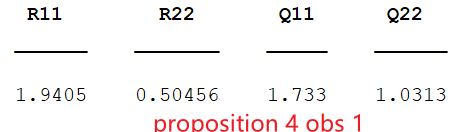 R11 R22 Q11 Q22
1.9405 0.50456 1.733 1.0313
proposition 4 obs 1